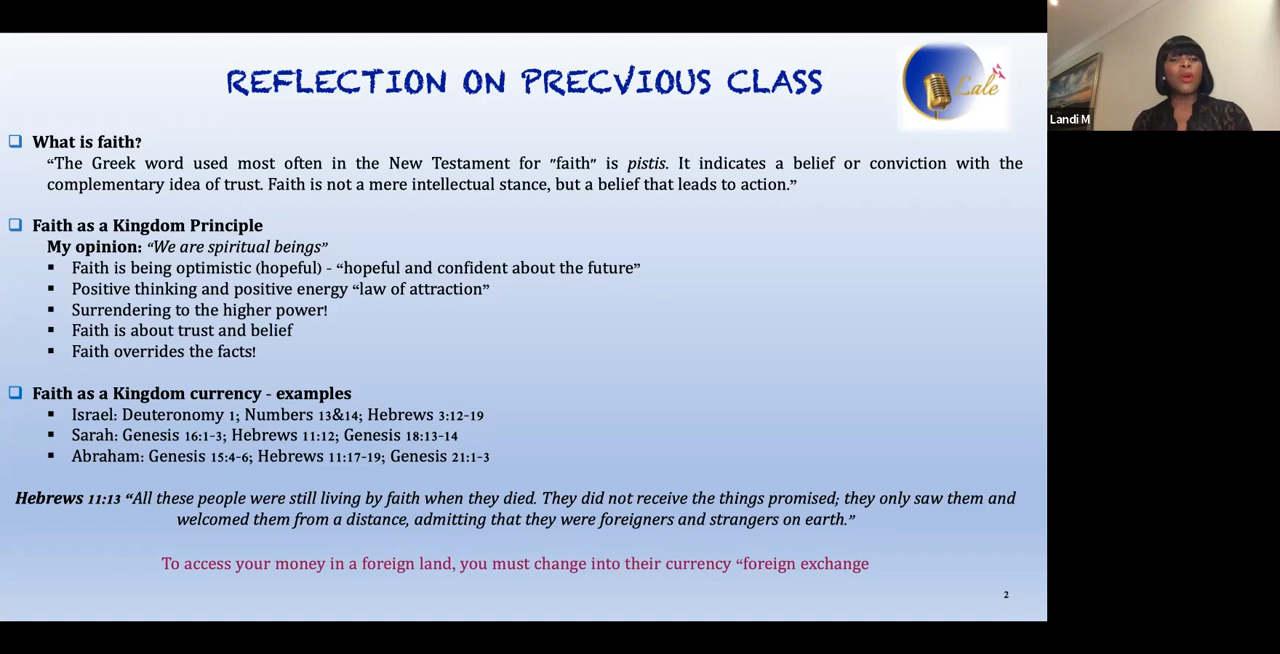 REFLECTION ON PRECVIOUS CLASS
Lale
Landi M
What is faith?
“The Greek word used most often in the New Testament for "faith" is pistis. It indicates a belief or conviction with the
complementary idea of trust. Faith is not a mere intellectual stance, but a belief that leads to action.”
Faith as a Kingdom Principle
My opinion: “We are spiritual beings”
▪ Faith is being optimistic (hopeful) - “hopeful and confident about the future”
▪ Positive thinking and positive energy “law of attraction”
▪ Surrendering to the higher power!
▪ Faith is about trust and belief
▪ Faith overrides the facts!
Faith as a Kingdom currency - examples
▪ Israel: Deuteronomy 1; Numbers 13&14; Hebrews 3:12-19
▪ Sarah: Genesis 16:1-3; Hebrews 11:12; Genesis 18:13-14
▪ Abraham: Genesis 15:4-6; Hebrews 11:17-19; Genesis 21:1-3
Hebrews 11:13 “All these people were still living by faith when they died. They did not receive the things promised; they only saw them and
welcomed them from a distance, admitting that they were foreigners and strangers on earth.”
To access your money in a foreign land, you must change into their currency “foreign exchange
2